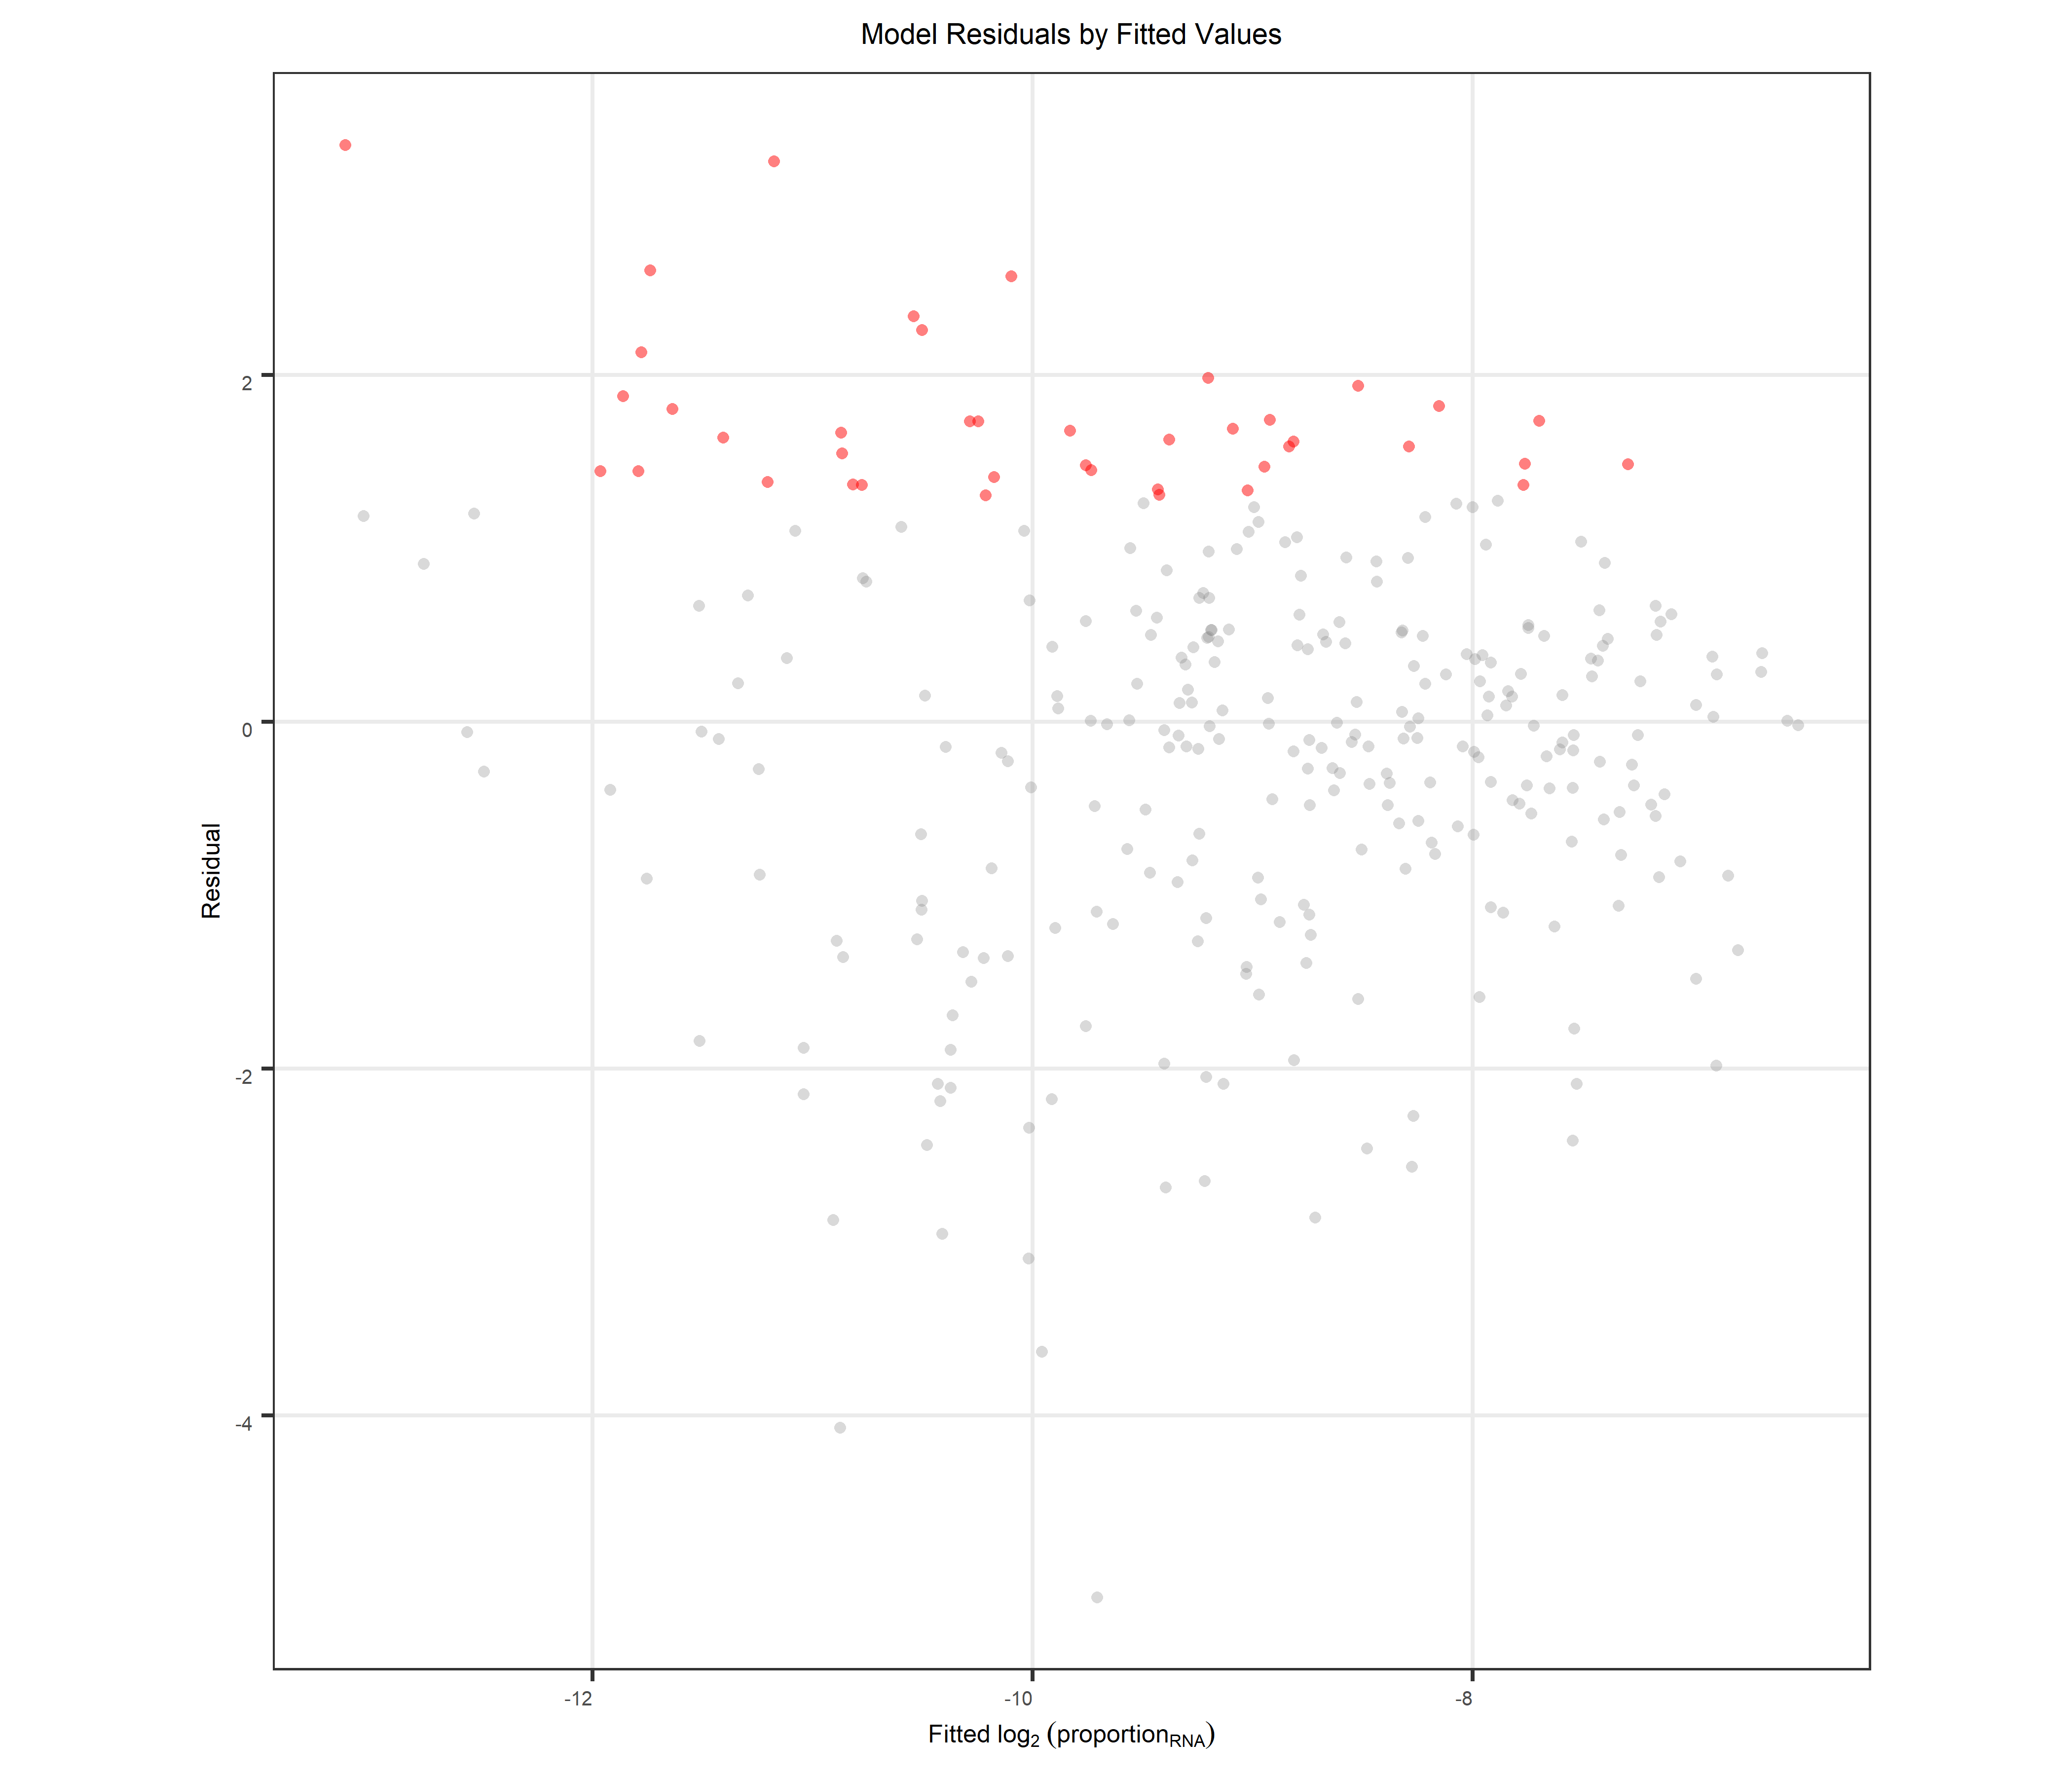 Model Residuals by Fitted Values
2
0
-2
-4
Residual
-12
-10
-8
Fitted log₂ (proportionRNA)